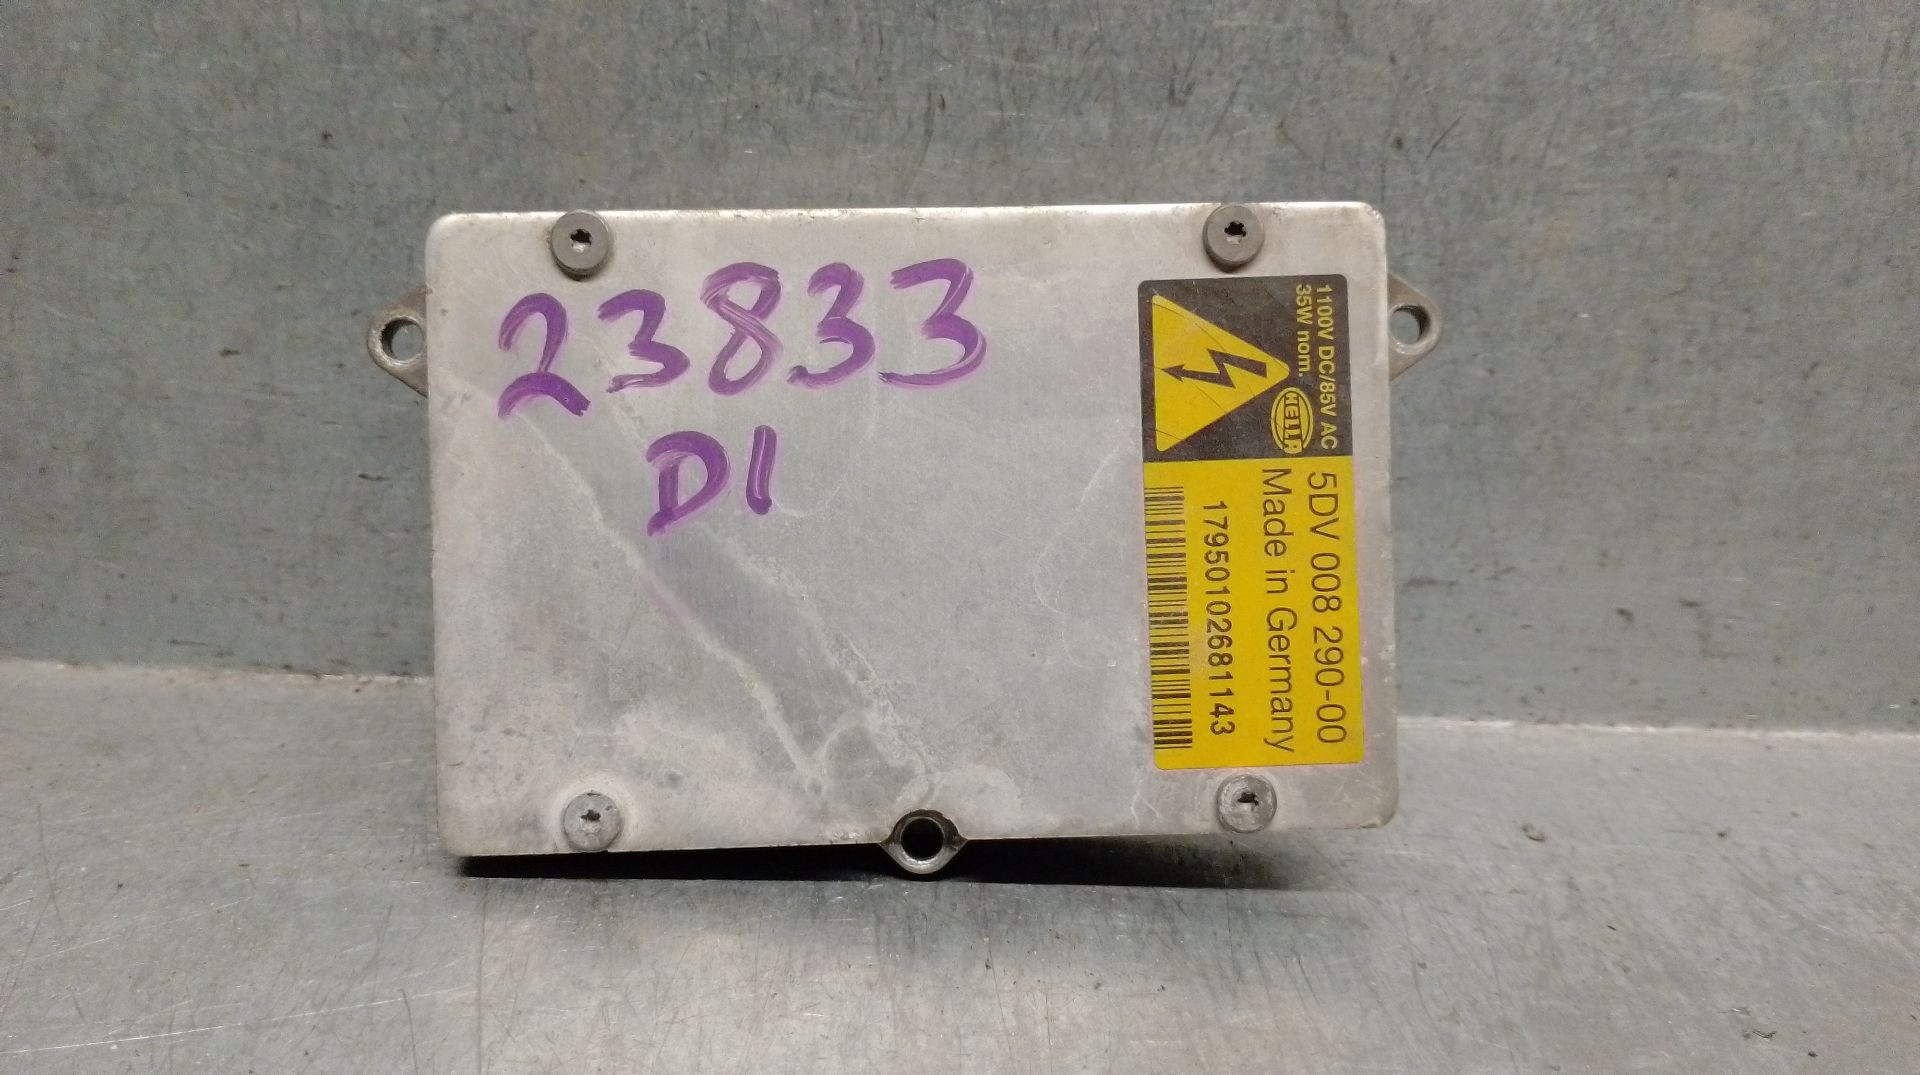 23833
D1
1100V DC/85V AC
35W nom.
HELLA
5DV 008 290-00
Made in Germany
17950102681143